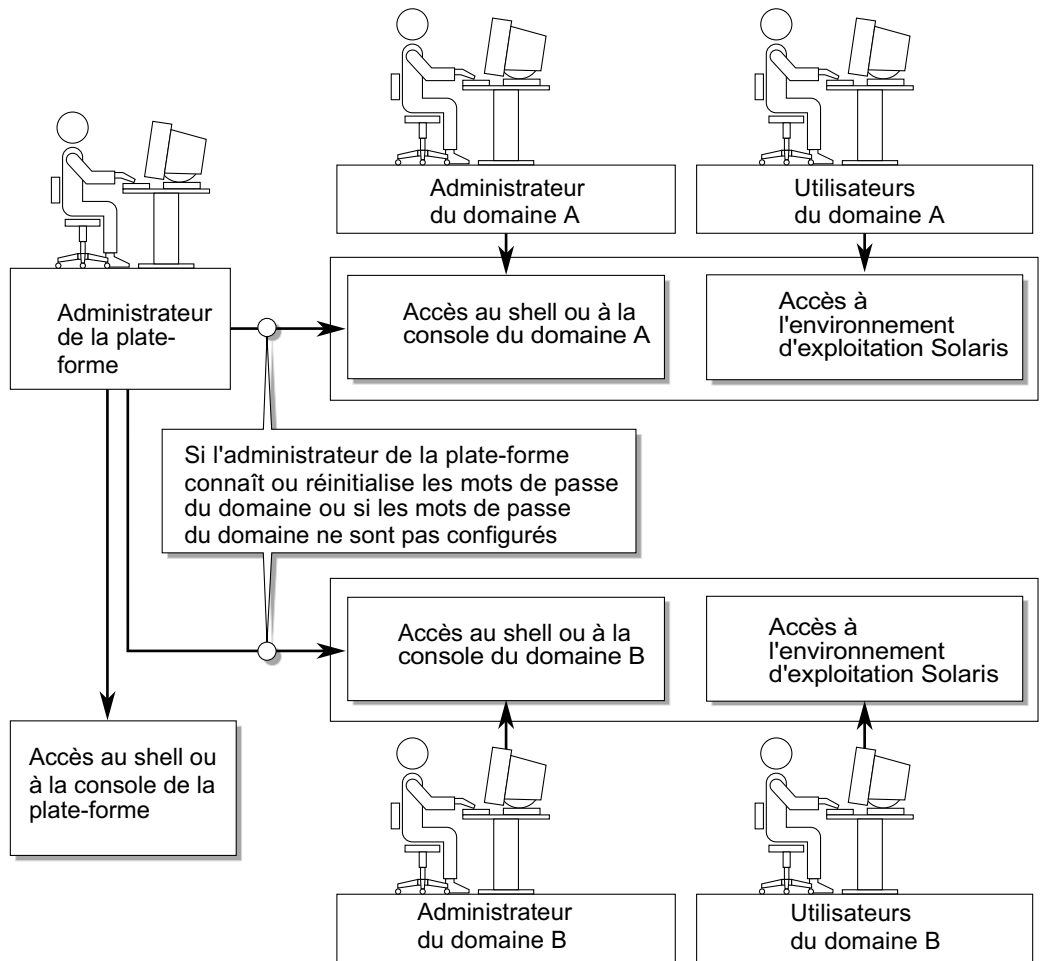 Administrateur
du domaine A
Utilisateurs
du domaine A
Administrateur
de la plate-
forme
Accès au shell ou à la
console du domaine A
Accès à
l'environnement
d'exploitation Solaris
Si l'administrateur de la plate-forme
connaît ou réinitialise les mots de passe
du domaine ou si les mots de passe
du domaine ne sont pas configurés
Accès au shell ou à la
console du domaine B
Accès à
l'environnement
d'exploitation Solaris
Accès au shell ou
à la console de la
plate-forme
Administrateur
du domaine B
Utilisateurs
du domaine B